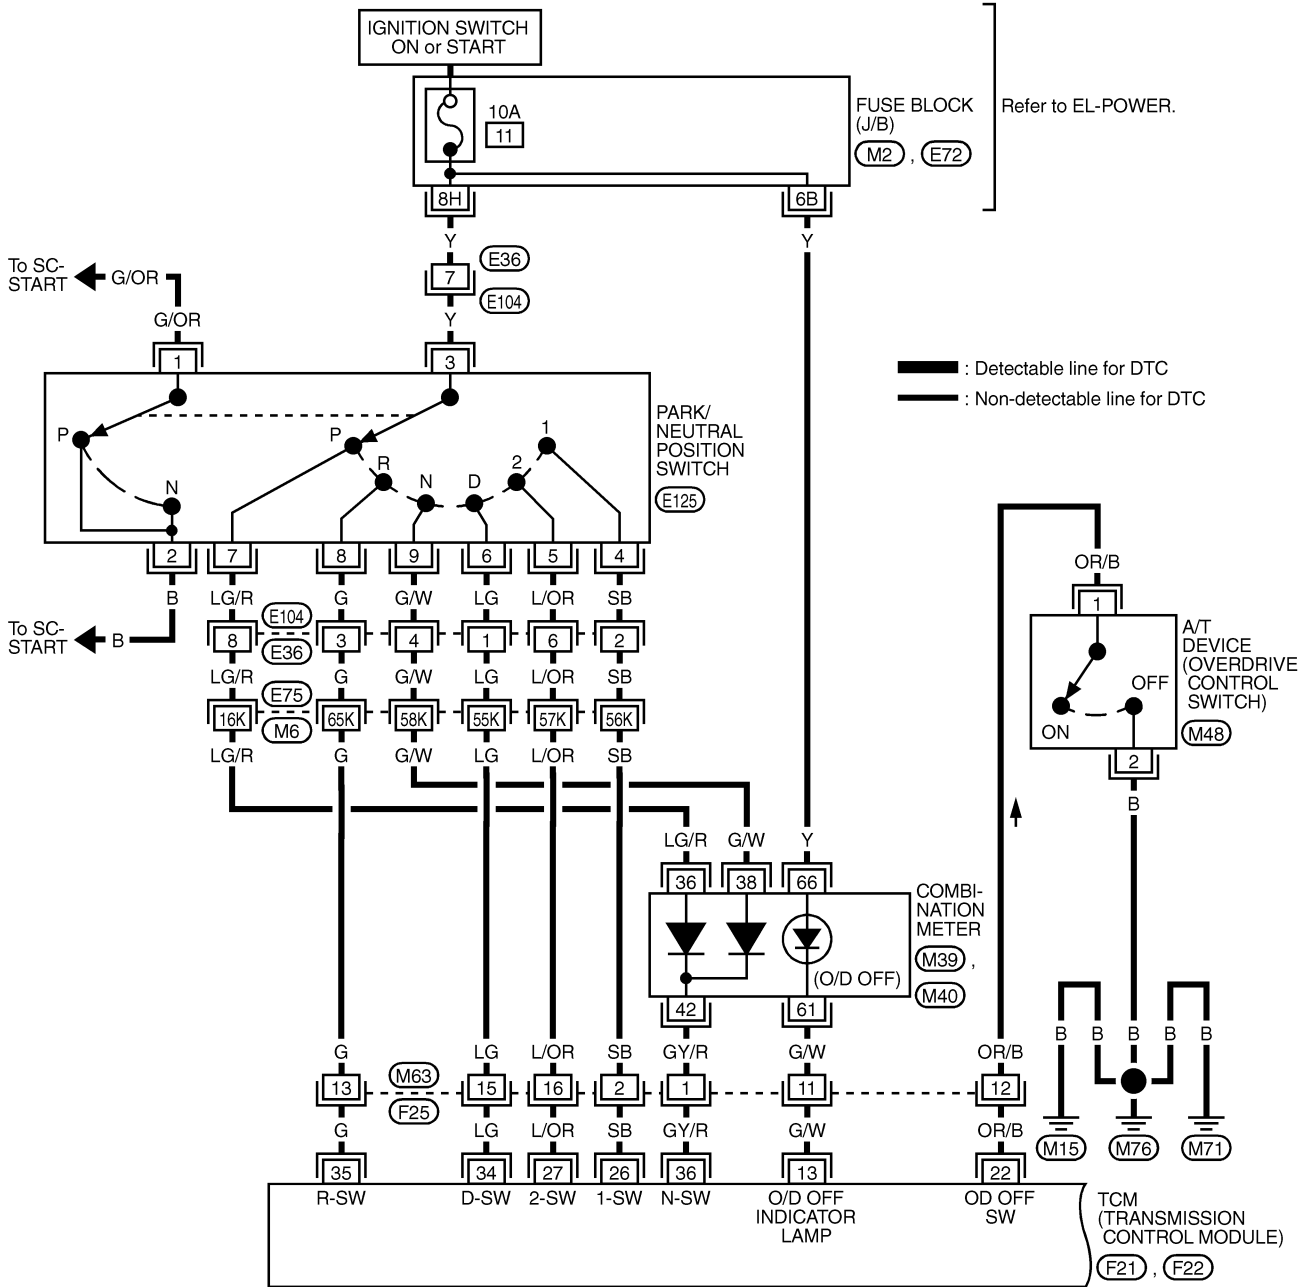 IGNITION SWITCH
ON or START
10A
11
FUSE BLOCK
(J/B)
M2 , E72
Refer to EL-POWER.
8H 6B
Y Y
E36
7
E104
Y
To SC-
START
G/OR
G/OR
1 3
P
N
P
R
N
D
2
1
PARK/
NEUTRAL
POSITION
SWITCH
E125
: Detectable line for DTC
: Non-detectable line for DTC
2 7 8 9 6 5 4
B LG/R G G/W LG L/OR SB
To SC-
START
B
E104
8 3 4 1 6 2
E36
LG/R G G/W LG L/OR SB
E75
16K 65K 58K 55K 57K 56K
M6
LG/R G G/W LG L/OR SB
OR/B
1
A/T
DEVICE
(OVERDRIVE
CONTROL
SWITCH)
M48
OFF
ON
2
B
LG/R G/W Y
36 38 66
COMBI-
NATION
METER
M39 ,
M40
(O/D OFF)
42 61
B B B B B
M15 M76 M71
G LG L/OR SB GY/R G/W OR/B
M63
13 15 16 2 1 11 12
F25
G LG L/OR SB GY/R G/W OR/B
35 34 27 26 36 13 22
R-SW D-SW 2-SW 1-SW N-SW
O/D OFF
INDICATOR
LAMP
OD OFF
SW
TCM
(TRANSMISSION
CONTROL MODULE)
F21 , F22